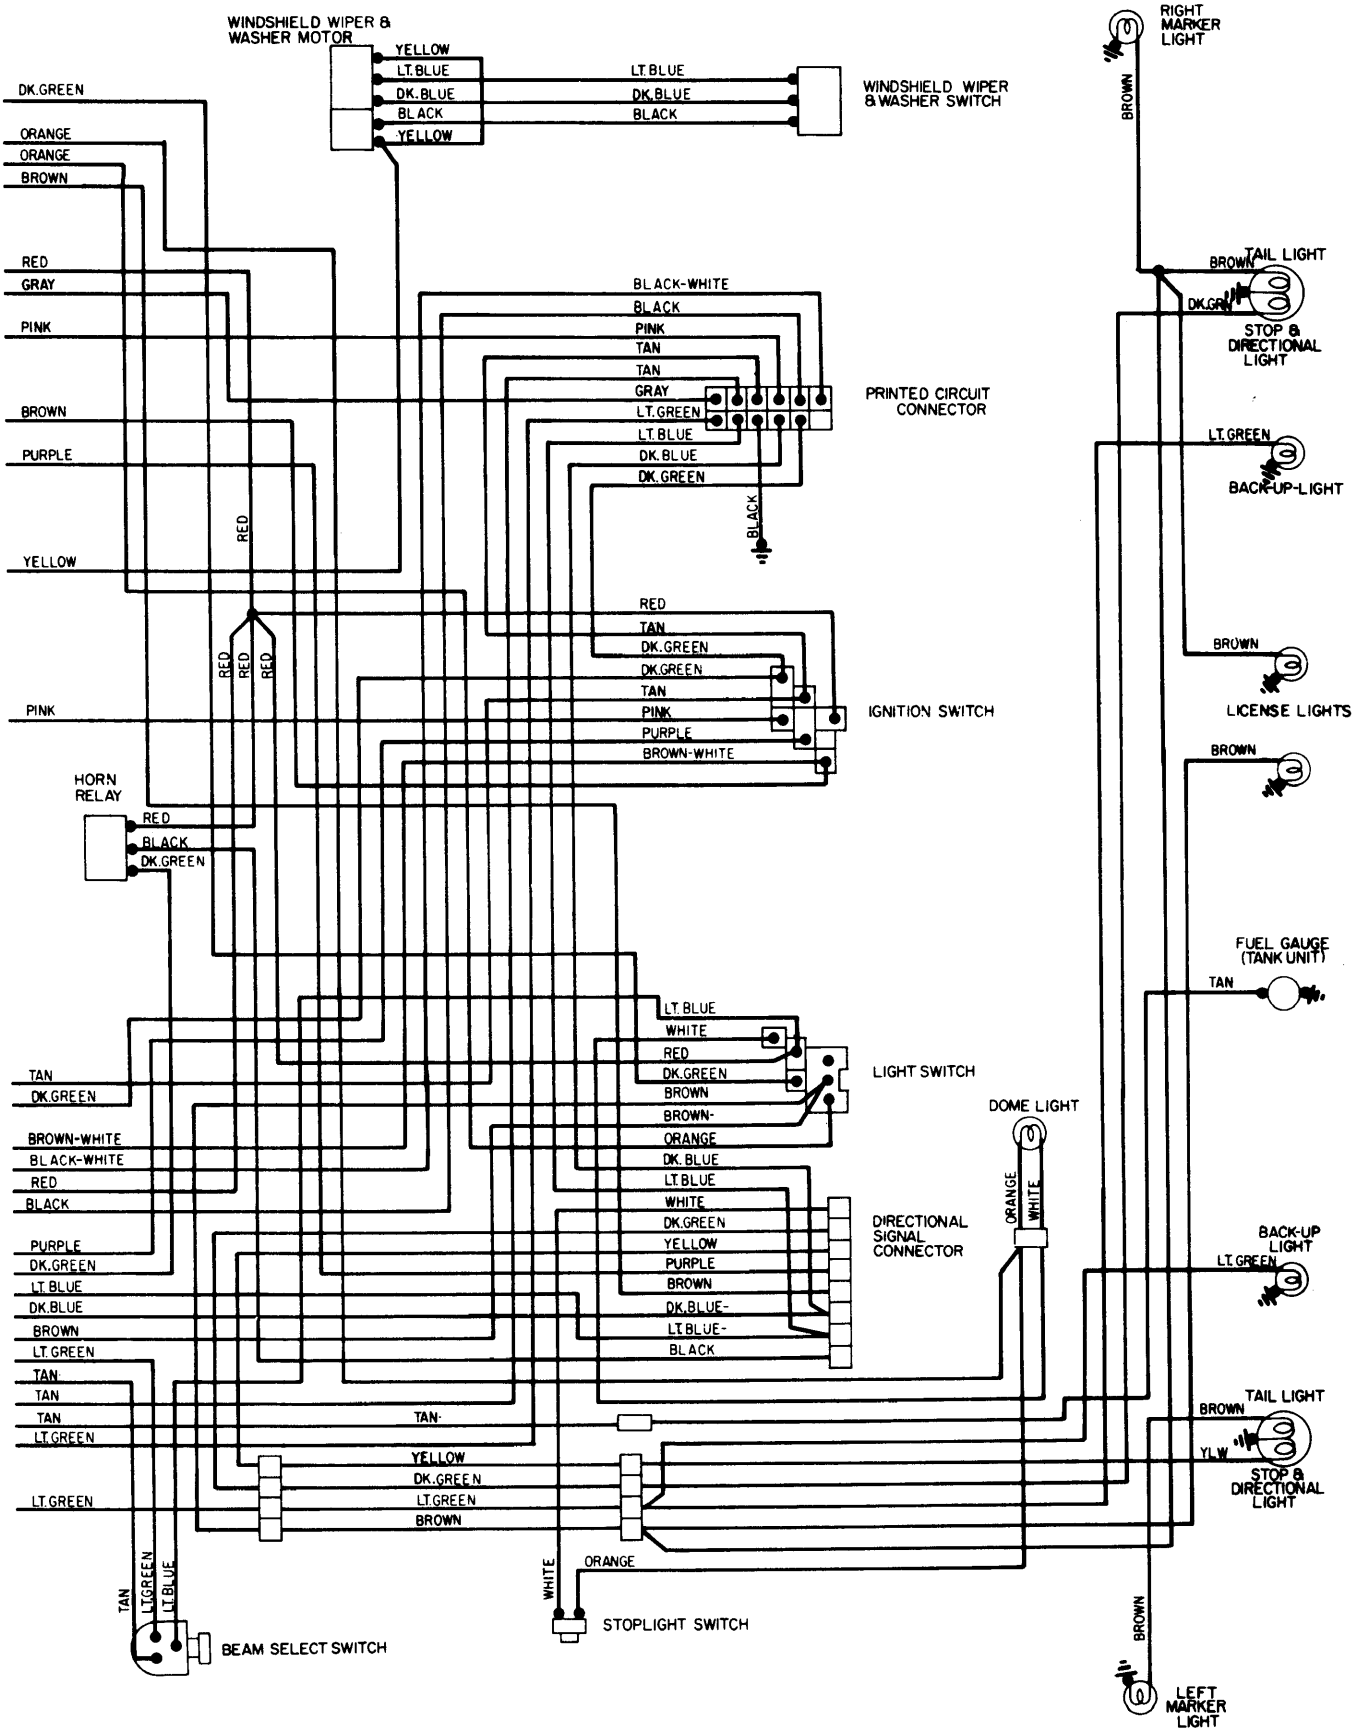 WINDSHIELD WIPER &
WASHER MOTOR
YELLOW
LT.BLUE
DK.BLUE
BLACK
YELLOW
LT.BLUE
DK.BLUE
BLACK
WINDSHIELD WIPER
& WASHER SWITCH
RIGHT
MARKER
LIGHT
BROWN
DK.GREEN
ORANGE
ORANGE
BROWN
RED
GRAY
PINK
BROWN
PURPLE
RED
YELLOW
BLACK-WHITE
BLACK
PINK
TAN
TAN
GRAY
LT.GREEN
LT.BLUE
DK.BLUE
DK.GREEN
BLACK
PRINTED CIRCUIT
CONNECTOR
BROWN
TAIL LIGHT
DK.GRN
STOP &
DIRECTIONAL
LIGHT
LT.GREEN
BACK-UP-LIGHT
RED
TAN
DK.GREEN
DK.GREEN
TAN
PINK
PURPLE
BROWN-WHITE
IGNITION SWITCH
RED
RED
RED
PINK
BROWN
LICENSE LIGHTS
BROWN
HORN
RELAY
RED
BLACK
DK.GREEN
FUEL GAUGE
(TANK UNIT)
TAN
LT.BLUE
WHITE
RED
DK.GREEN
BROWN
BROWN-
ORANGE
DK.BLUE
LT.BLUE
WHITE
DK.GREEN
YELLOW
PURPLE
BROWN
DK.BLUE-
LT.BLUE-
BLACK
LIGHT SWITCH
DOME LIGHT
ORANGE
WHITE
DIRECTIONAL
SIGNAL
CONNECTOR
TAN
DK.GREEN
BROWN-WHITE
BLACK-WHITE
RED
BLACK
PURPLE
DK.GREEN
LT.BLUE
DK.BLUE
BROWN
LT.GREEN
TAN
TAN
TAN
TAN
LT.GREEN
BACK-UP
LIGHT
LT.GREEN
TAIL LIGHT
BROWN
YLW
STOP &
DIRECTIONAL
LIGHT
YELLOW
DK.GREEN
LT.GREEN
LT.GREEN
BROWN
TAN
LT.GREEN
LT.BLUE
WHITE
ORANGE
STOPLIGHT SWITCH
BEAM SELECT SWITCH
BROWN
LEFT
MARKER
LIGHT